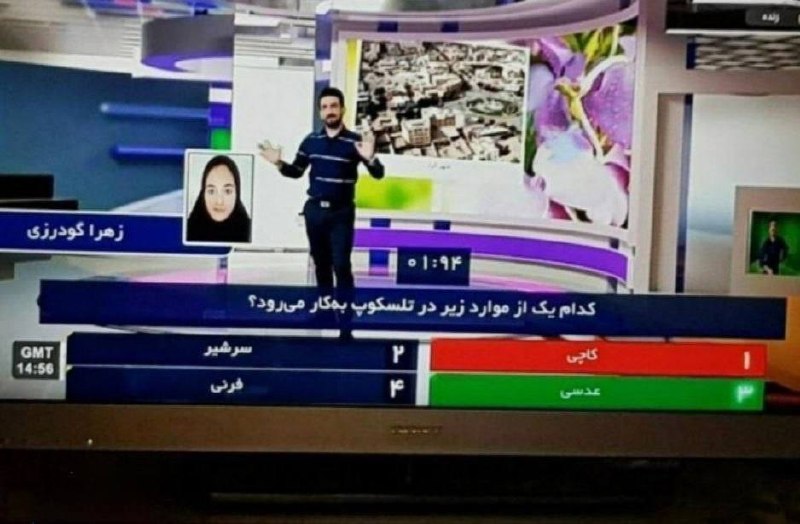 زنده
زهرا گودرزی
۰۱:۹۴
کدام یک از موارد زیر در تلسکوپ به‌کار می‌رود؟
۱ کاچی
۲ سرشیر
۳ عدسی
۴ فرنی
GMT
14:56